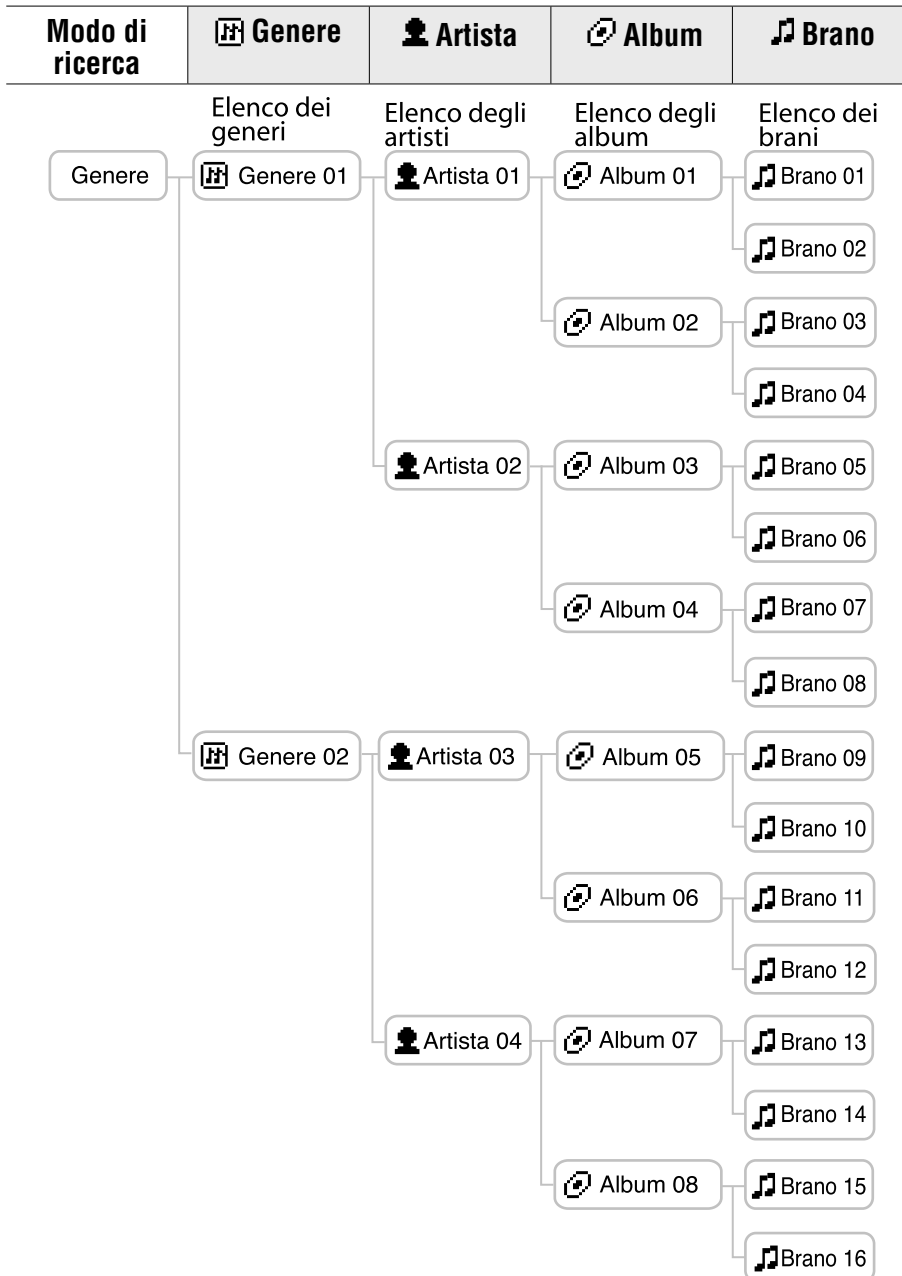 Modo di
ricerca
Genere
Artista
Album
Brano
Elenco dei
generi
Elenco degli
artisti
Elenco degli
album
Elenco dei
brani
Genere
Genere 01
Artista 01
Album 01
Brano 01
Brano 02
Album 02
Brano 03
Brano 04
Artista 02
Album 03
Brano 05
Brano 06
Album 04
Brano 07
Brano 08
Genere 02
Artista 03
Album 05
Brano 09
Brano 10
Album 06
Brano 11
Brano 12
Artista 04
Album 07
Brano 13
Brano 14
Album 08
Brano 15
Brano 16